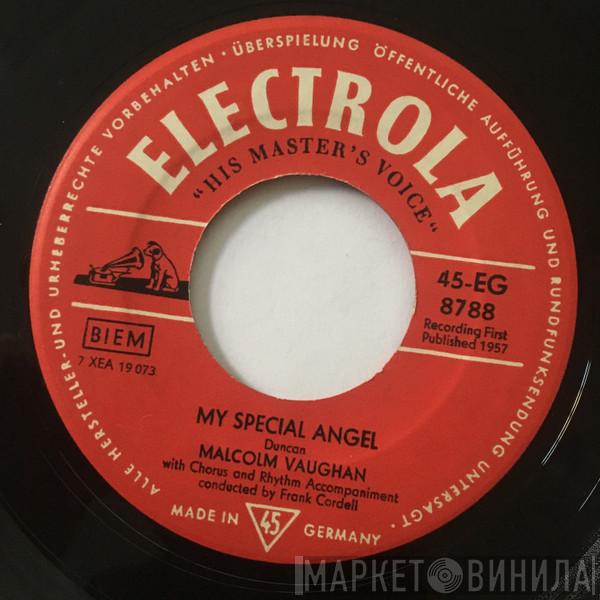 ALLE HERSTELLER- UND URHEBERRECHTE VORBEHALTEN · ÜBERSPIELUNG ÖFFENTLICHE AUFFÜHRUNG UND RUNDFUNKSENDUNG UNTERSAGT ·
ELECTROLA
"HIS MASTER'S VOICE"
45-EG
8788
Recording First
Published 1957
BIEM
7 XEA 19 073
MY SPECIAL ANGEL
Duncan
MALCOLM VAUGHAN
with Chorus and Rhythm Accompaniment
conducted by Frank Cordell
MADE IN 45 GERMANY
МАРКЕТ ВИНИЛА